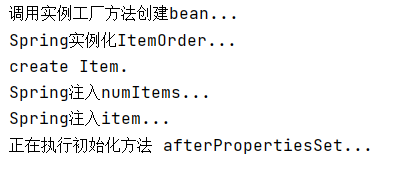 调用实例工厂方法创建bean...
Spring实例化ItemOrder...
create Item.
Spring注入numItems...
Spring注入item...
正在执行初始化方法 afterPropertiesSet...